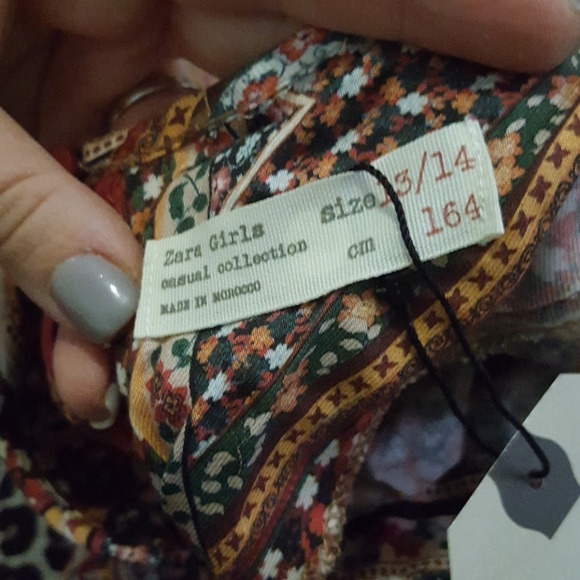 Zara Girls
casual collection
MADE IN MOROCCO
size 13/14
cm 164